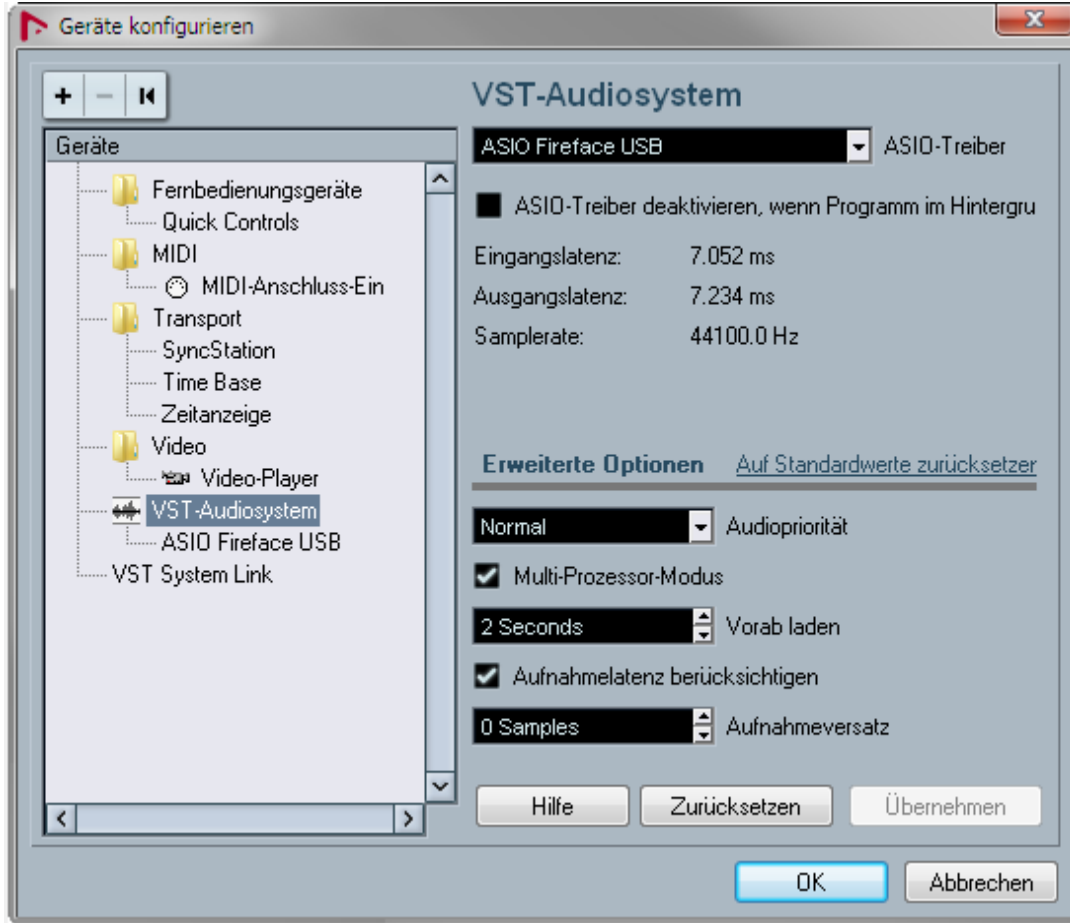 Geräte konfigurieren
VST-Audiosystem
Geräte
ASIO Fireface USB ASIO-Treiber
Fernbedienungsgeräte
Quick Controls
MIDI
MIDI-Anschluss-Ein
Transport
SyncStation
Time Base
Zeitanzeige
Video
Video-Player
VST-Audiosystem
ASIO Fireface USB
VST System Link
ASIO-Treiber deaktivieren, wenn Programm im Hintergru
Eingangslatenz: 7.052 ms
Ausgangslatenz: 7.234 ms
Samplerate: 44100.0 Hz
Erweiterte Optionen Auf Standardwerte zurücksetzer
Normal Audiopriorität
Multi-Prozessor-Modus
2 Seconds Vorab laden
Aufnahmelatenz berücksichtigen
0 Samples Aufnahmeversatz
Hilfe Zurücksetzen Übernehmen
OK Abbrechen